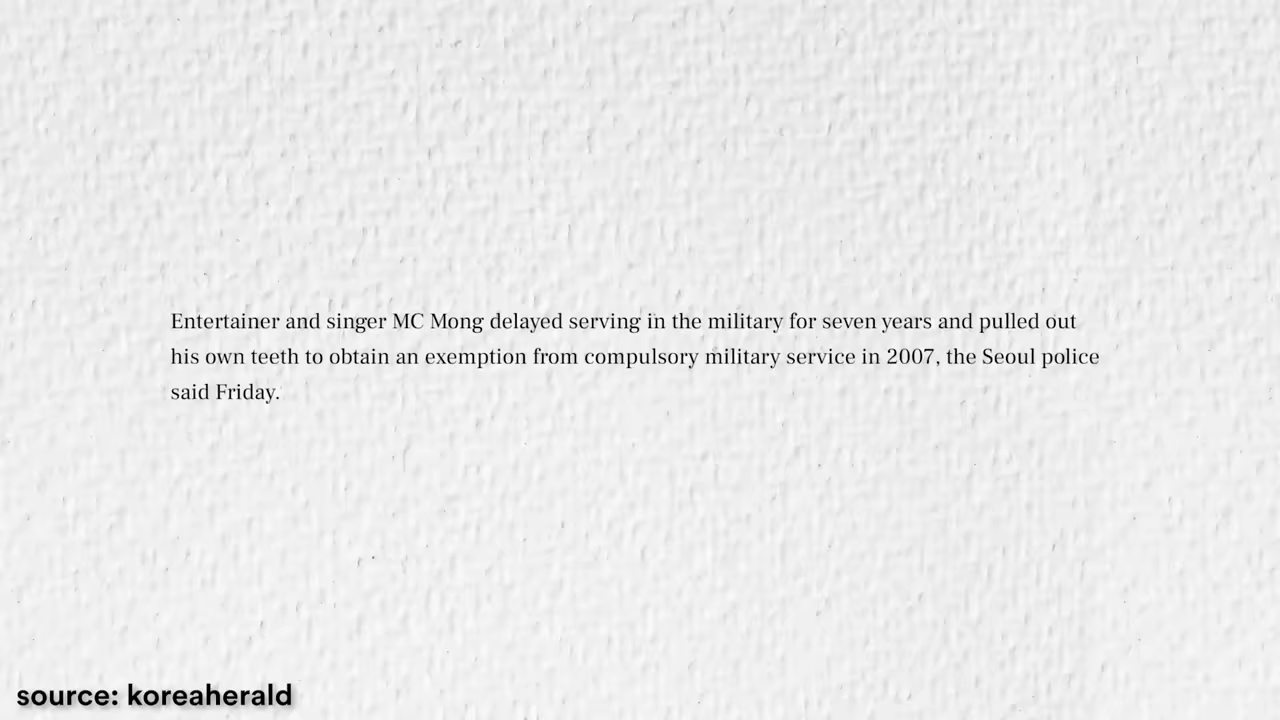 Entertainer and singer MC Mong delayed serving in the military for seven years and pulled out
his own teeth to obtain an exemption from compulsory military service in 2007, the Seoul police
said Friday.
source: koreaherald